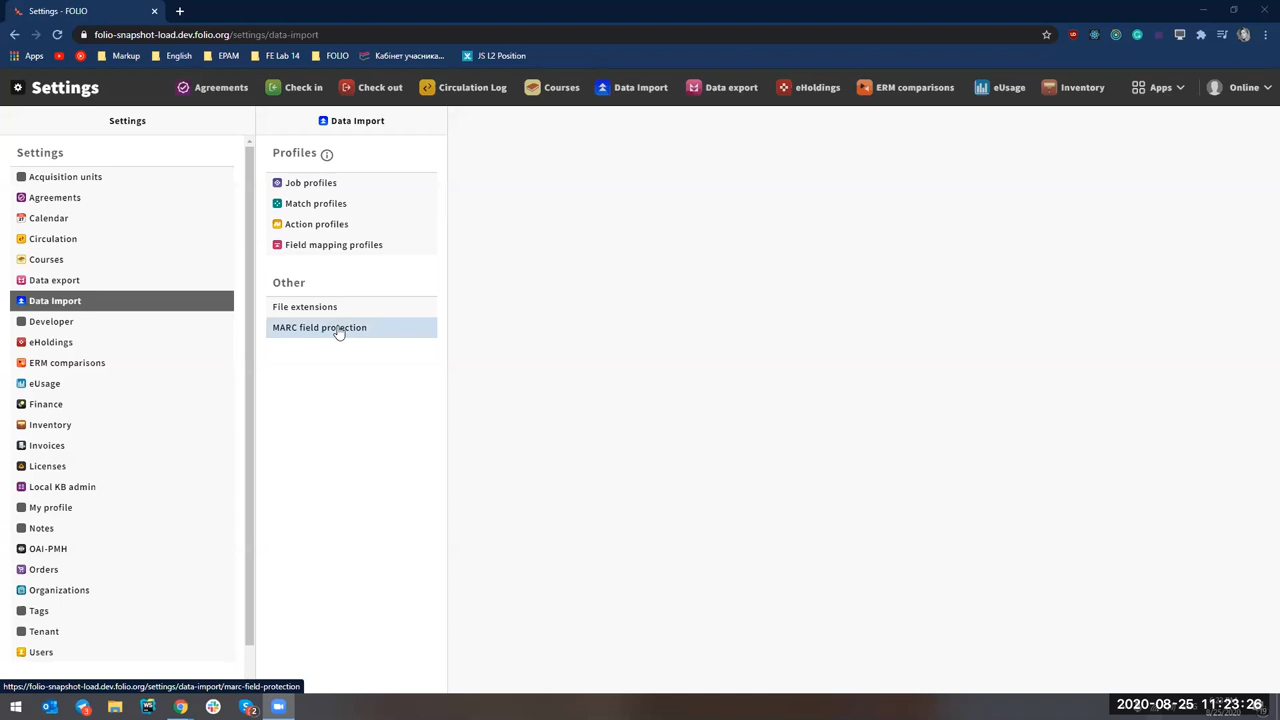 Settings - FOLIO
folio-snapshot-load.dev.folio.org/settings/data-import
Apps Markup English EPAM FE Lab 14 FOLIO Кабінет учасника... JS L2 Position
Settings Agreements Check in Check out Circulation Log Courses Data Import Data export eHoldings ERM comparisons eUsage Inventory Apps Online
Settings
Data Import
Settings
Acquisition units
Agreements
Calendar
Circulation
Courses
Data export
Data Import
Developer
eHoldings
ERM comparisons
eUsage
Finance
Inventory
Invoices
Licenses
Local KB admin
My profile
Notes
OAI-PMH
Orders
Organizations
Tags
Tenant
Users
Profiles
Job profiles
Match profiles
Action profiles
Field mapping profiles
Other
File extensions
MARC field protection
https://folio-snapshot-load.dev.folio.org/settings/data-import/marc-field-protection
2020-08-25 11:23:26